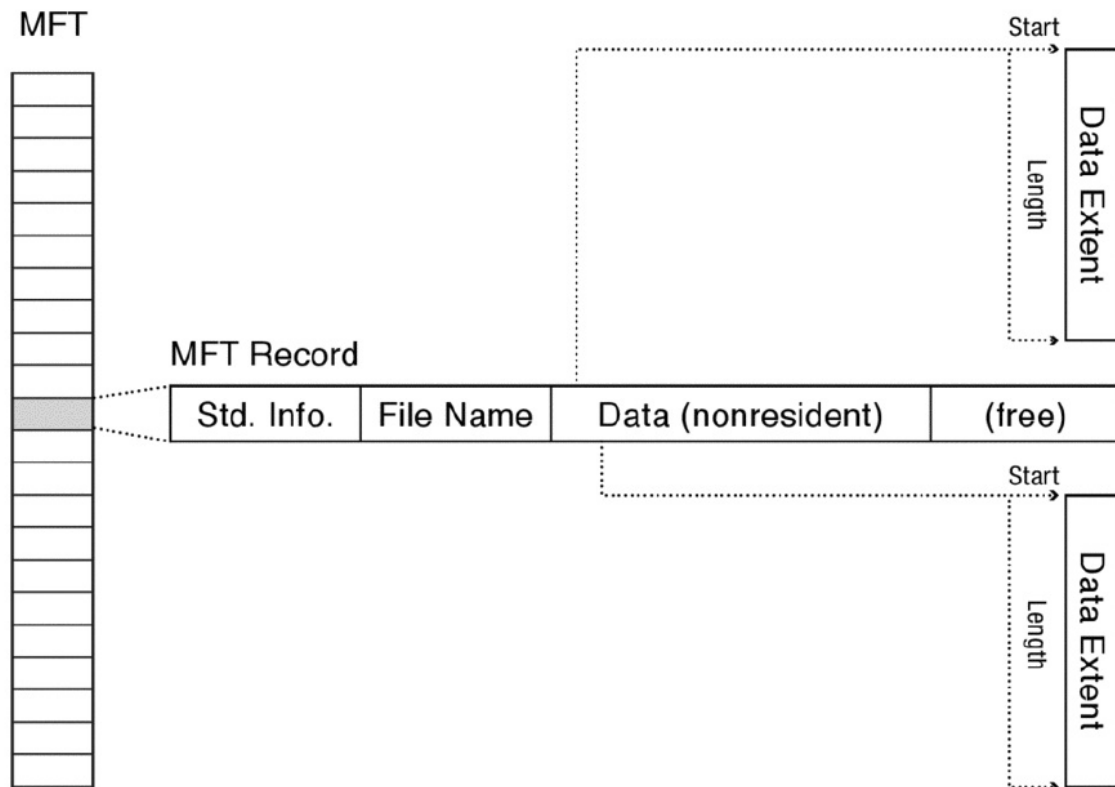 MFT
Start
Length
Data Extent
MFT Record
Std. Info.
File Name
Data (nonresident)
(free)
Start
Length
Data Extent